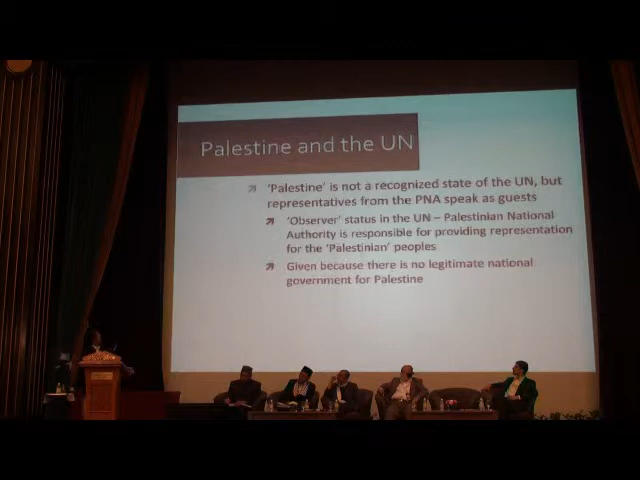 Palestine and the UN
'Palestine' is not a recognized state of the UN, but
representatives from the PNA speak as guests
'Observer' status in the UN – Palestinian National
Authority is responsible for providing representation
for the 'Palestinian' peoples
Given because there is no legitimate national
government for Palestine